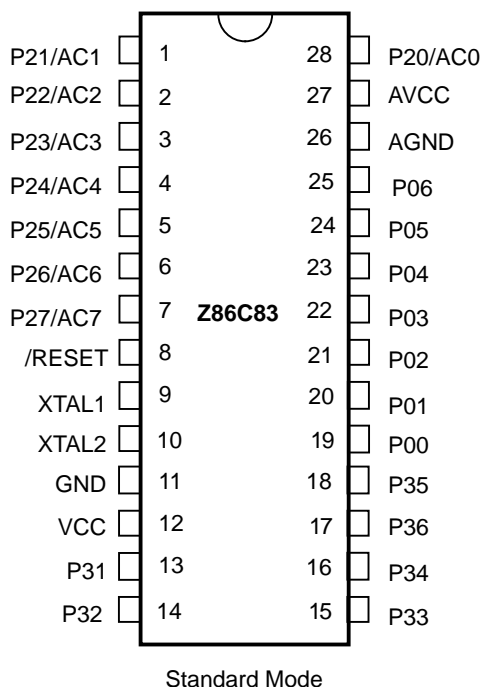 P21/AC1 1 28 P20/AC0
P22/AC2 2 27 AVCC
P23/AC3 3 26 AGND
P24/AC4 4 25 P06
P25/AC5 5 24 P05
P26/AC6 6 23 P04
P27/AC7 7 Z86C83 22 P03
/RESET 8 21 P02
XTAL1 9 20 P01
XTAL2 10 19 P00
GND 11 18 P35
VCC 12 17 P36
P31 13 16 P34
P32 14 15 P33
Standard Mode